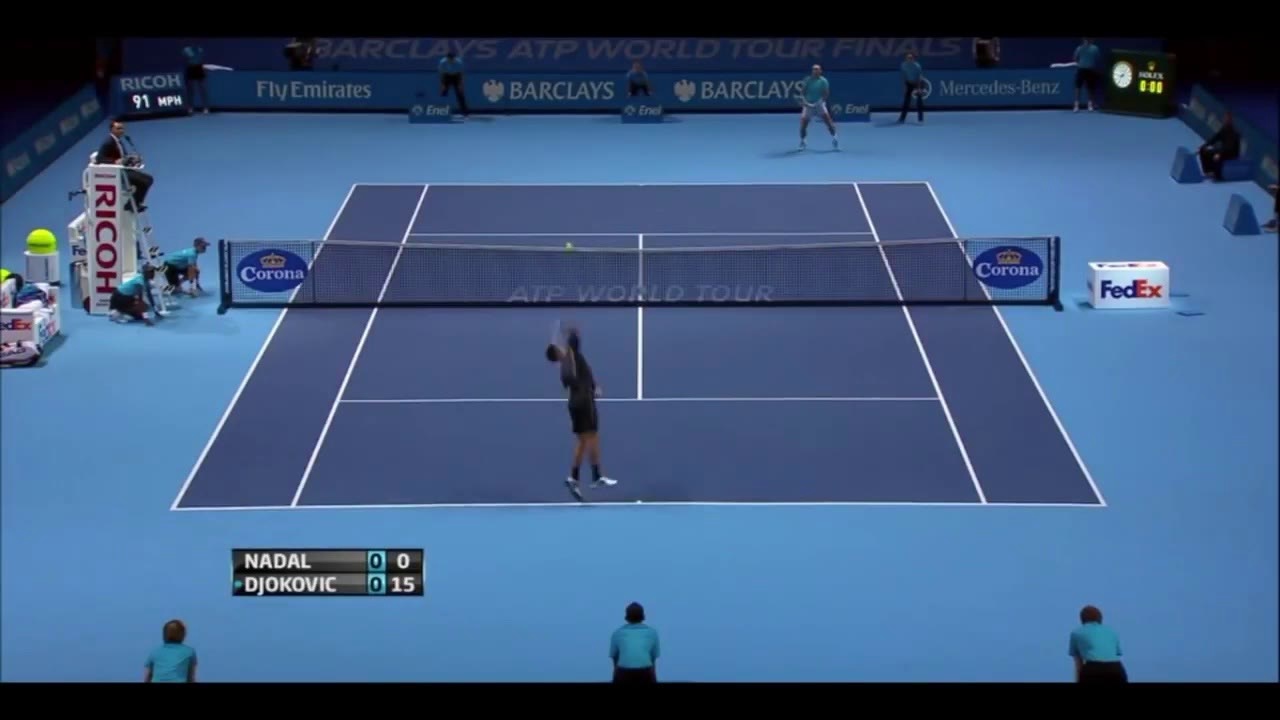 BARCLAYS ATP WORLD TOUR FINALS
RICOH
91 MPH
Fly Emirates
BARCLAYS
BARCLAYS
Mercedes-Benz
ROLEX
0:00
Enel
Enel
Enel
RICOH
Corona
Corona
ATP WORLD TOUR
FedEx
FedEx
NADAL 0 0
DJOKOVIC 0 15